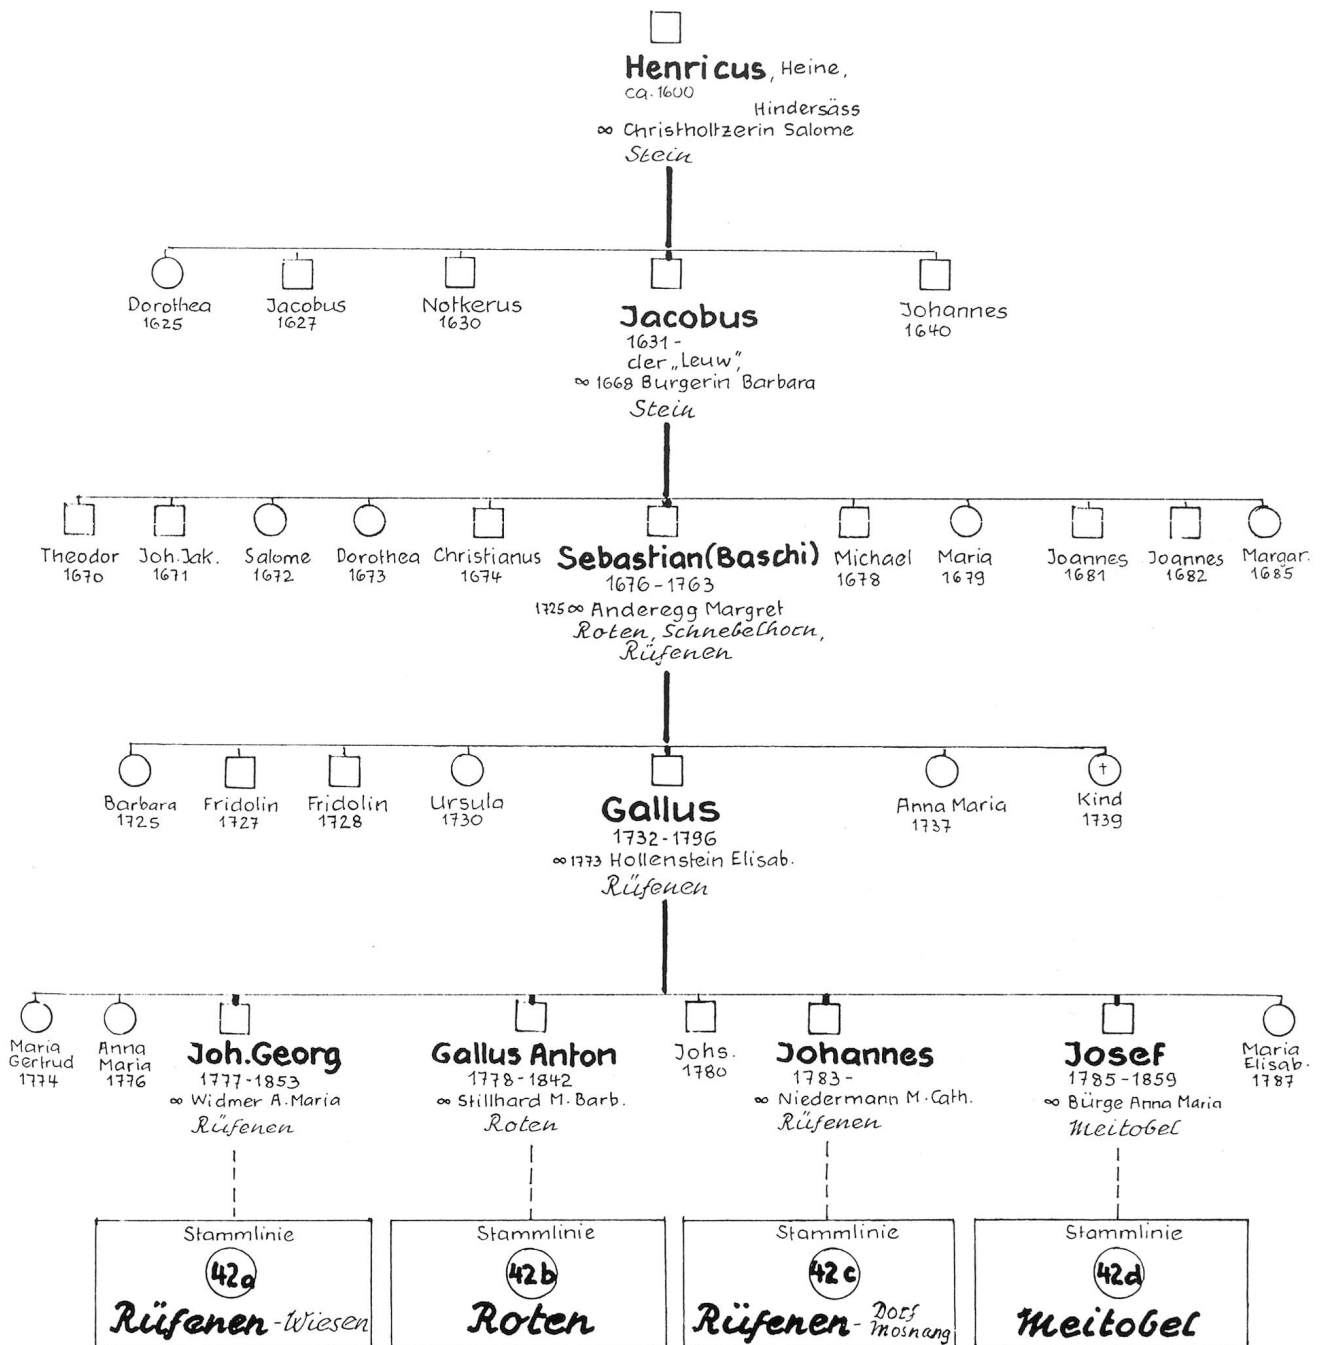 Henricus, Heine,
ca. 1600
Hindersäss
∞ Christholtzerin Salome
Stein
Dorothea
1625
Jacobus
1627
Notkerus
1630
Jacobus
1631 -
der „Leuw“,
∞ 1668 Burgerin Barbara
Stein
Johannes
1640
Theodor
1670
Joh. Jak.
1671
Salome
1672
Dorothea
1673
Christianus
1674
Sebastian (Baschi)
1676 - 1763
1725 ∞ Anderegg Margret
Roten, Schnebelhorn,
Rüfenen
Michael
1678
Maria
1679
Joannes
1681
Joannes
1682
Margar.
1685
Barbara
1725
Fridolin
1727
Fridolin
1728
Ursula
1730
Gallus
1732 - 1796
∞ 1773 Hollenstein Elisab.
Rüfenen
Anna Maria
1737
†
Kind
1739
Maria
Gertrud
1774
Anna
Maria
1776
Joh. Georg
1777 - 1853
∞ Widmer A. Maria
Rüfenen
Gallus Anton
1778 - 1842
∞ Stillhard M. Barb.
Roten
Johs.
1780
Johannes
1783 -
∞ Niedermann M. Cath.
Rüfenen
Josef
1785 - 1859
∞ Bürge Anna Maria
Meitobel
Maria
Elisab.
1787
Stammlinie
42a
Rüfenen - Wiesen
Stammlinie
42b
Roten
Stammlinie
42c
Rüfenen - Dorf
Mosnang
Stammlinie
42d
Meitobel